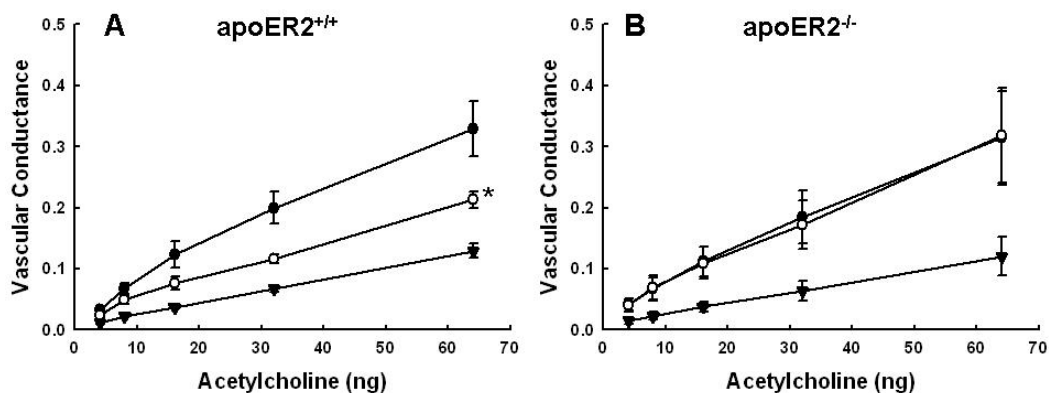 A apoER2+/+
0.5
0.4
0.3
0.2
0.1
0.0
Vascular Conductance
*
0 10 20 30 40 50 60 70
Acetylcholine (ng)
B apoER2-/-
0.5
0.4
0.3
0.2
0.1
0.0
Vascular Conductance
0 10 20 30 40 50 60 70
Acetylcholine (ng)